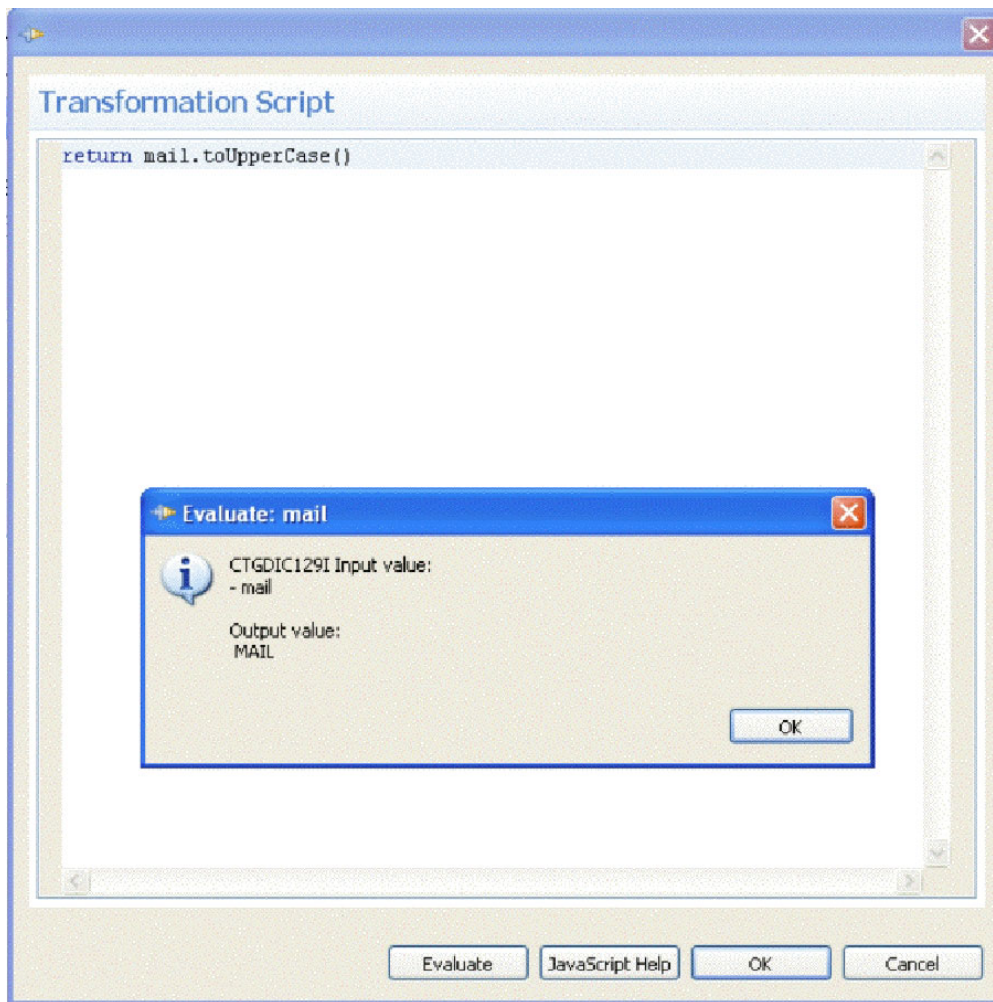 Transformation Script
return mail.toUpperCase()
Evaluate: mail
CTGDIC129I Input value:
- mail
Output value:
MAIL
OK
Evaluate
JavaScript Help
OK
Cancel